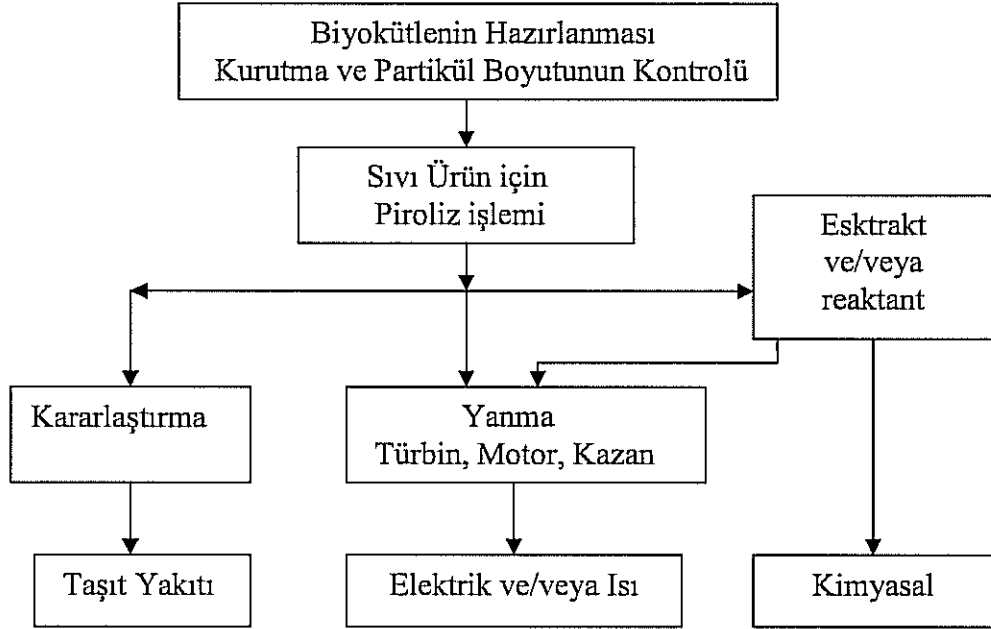 Biyokütlenin Hazırlanması
Kurutma ve Partikül Boyutunun Kontrolü
Sıvı Ürün için
Piroliz işlemi
Esktrakt
ve/veya
reaktant
Kararlaştırma
Yanma
Türbin, Motor, Kazan
Taşıt Yakıtı
Elektrik ve/veya Isı
Kimyasal